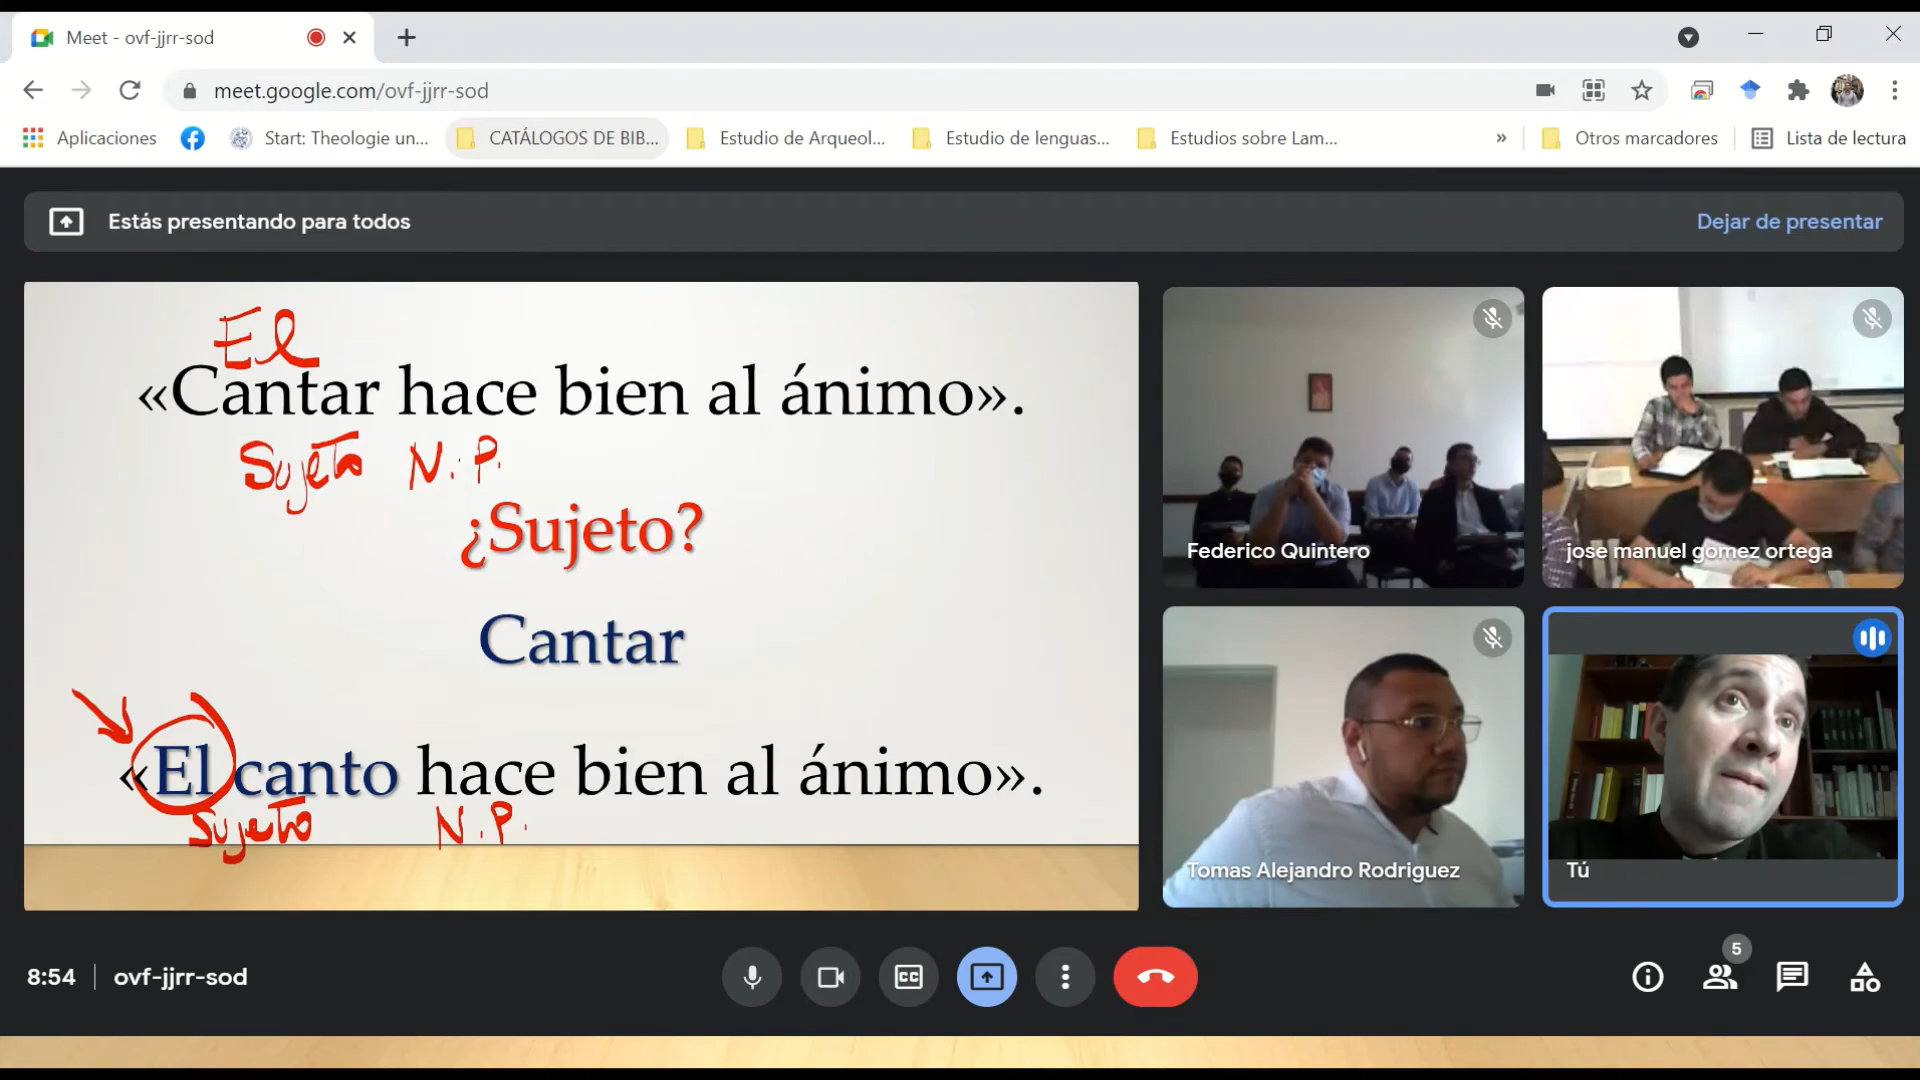 Meet - ovf-jjrr-sod
meet.google.com/ovf-jjrr-sod
Aplicaciones
Start: Theologie un...
CATÁLOGOS DE BIB...
Estudio de Arqueol...
Estudio de lenguas...
Estudios sobre Lam...
»
Otros marcadores
Lista de lectura
Estás presentando para todos
Dejar de presentar
El
«Cantar hace bien al ánimo».
Sujeto N.P.
¿Sujeto?
Cantar
«El canto hace bien al ánimo».
Sujeto N.P.
Federico Quintero
jose manuel gomez ortega
Tomas Alejandro Rodriguez
Tú
8:54
ovf-jjrr-sod
CC
5